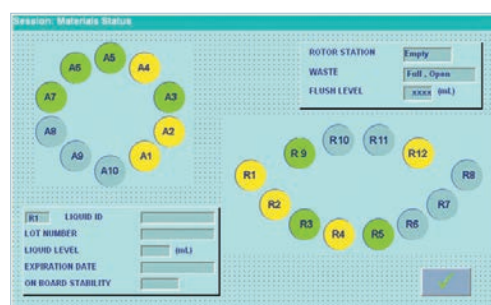 Session: Materials Status
A5
A6 A4
A7 A3
A8 A2
A9 A1
A10
ROTOR STATION Empty
WASTE Full , Open
FLUSH LEVEL xxxx (mL)
R10 R11
R9 R12
R1 R8
R2 R7
R3 R6
R4 R5
R1 LIQUID ID
LOT NUMBER
LIQUID LEVEL (mL)
EXPIRATION DATE
ON BOARD STABILITY